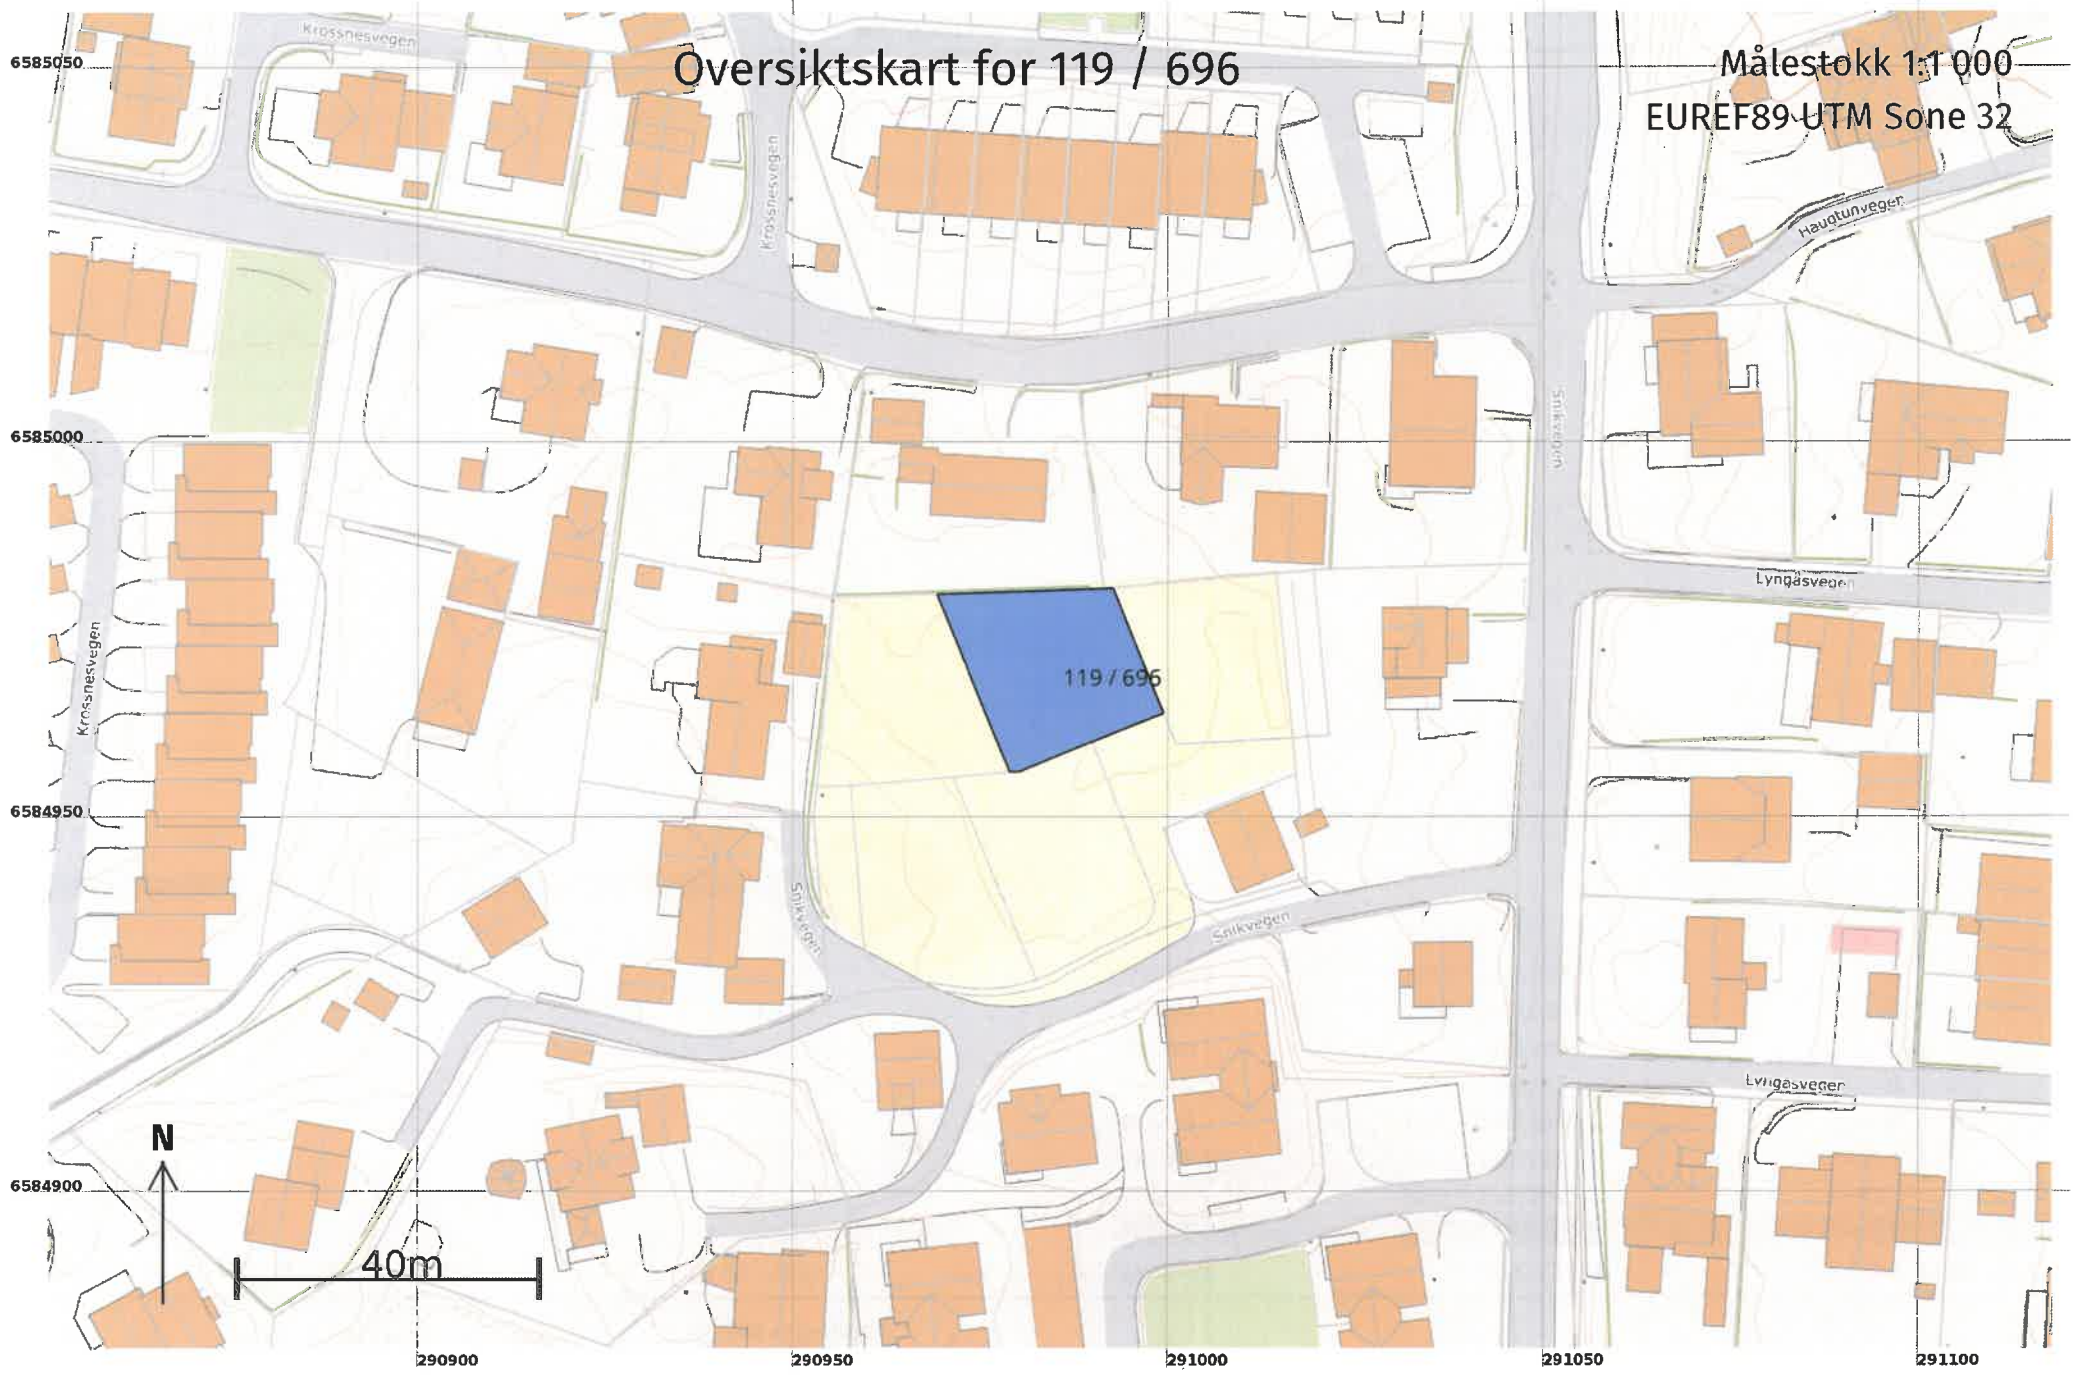 Krossnesvegen
6585050
Oversiktskart for 119 / 696
Målestokk 1:1 000
EUREF89 UTM Sone 32
Krossnesvegen
Haugtunvegen
6585000
Snikvegen
Lyngåsvegen
Krossnesvegen
119 / 696
6584950
Snikvegen
Snikvegen
Lyngåsvegen
N
6584900
40m
290900
290950
291000
291050
291100